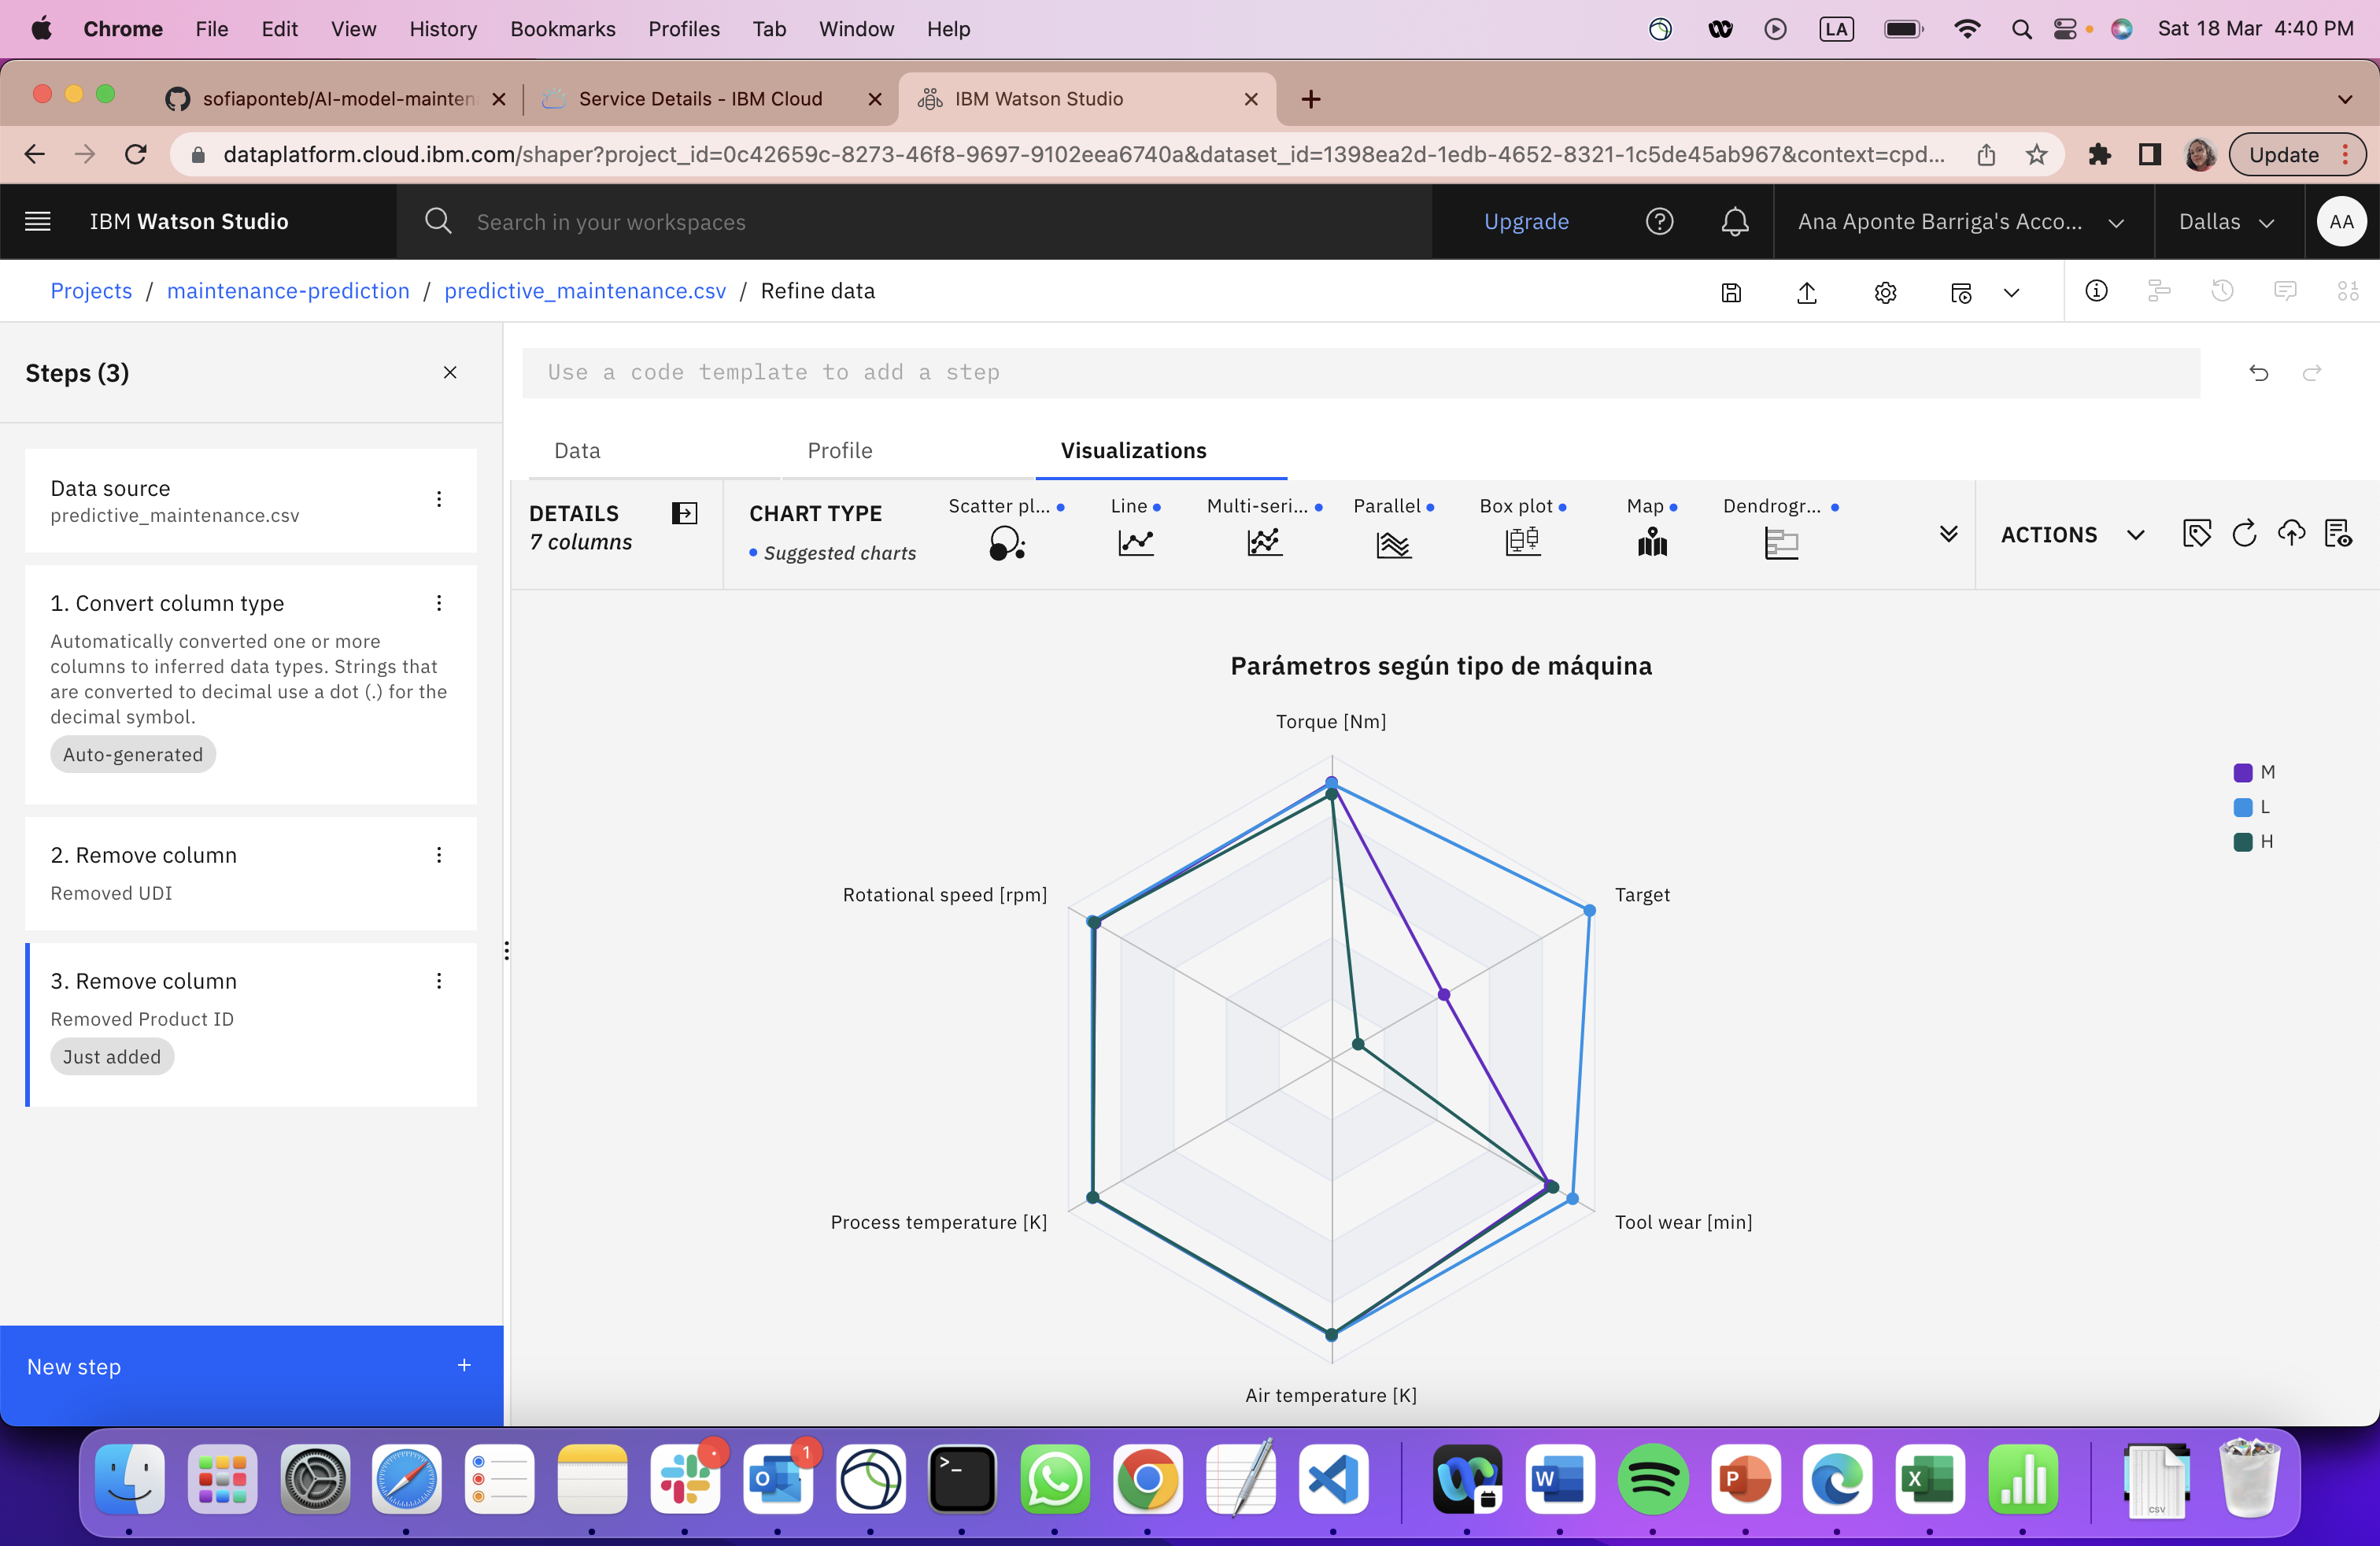 Chrome File Edit View History Bookmarks Profiles Tab Window Help LA Sat 18 Mar 4:40 PM
sofiaponteb/AI-model-mainten Service Details - IBM Cloud IBM Watson Studio
dataplatform.cloud.ibm.com/shaper?project_id=0c42659c-8273-46f8-9697-9102eea6740a&dataset_id=1398ea2d-1edb-4652-8321-1c5de45ab967&context=cpd... Update
IBM Watson Studio Search in your workspaces Upgrade Ana Aponte Barriga's Acco... Dallas AA
Projects / maintenance-prediction / predictive_maintenance.csv / Refine data
Steps (3)
Data source
predictive_maintenance.csv
1. Convert column type
Automatically converted one or more
columns to inferred data types. Strings that
are converted to decimal use a dot (.) for the
decimal symbol.
Auto-generated
2. Remove column
Removed UDI
3. Remove column
Removed Product ID
Just added
New step +
Use a code template to add a step
Data Profile Visualizations
DETAILS
7 columns
CHART TYPE
Suggested charts
Scatter pl... Line Multi-seri... Parallel Box plot Map Dendrogr...
ACTIONS
Parámetros según tipo de máquina
Torque [Nm]
M
L
H
Rotational speed [rpm]
Target
Process temperature [K]
Tool wear [min]
Air temperature [K]
1
>_
O
W
P
X
CSV